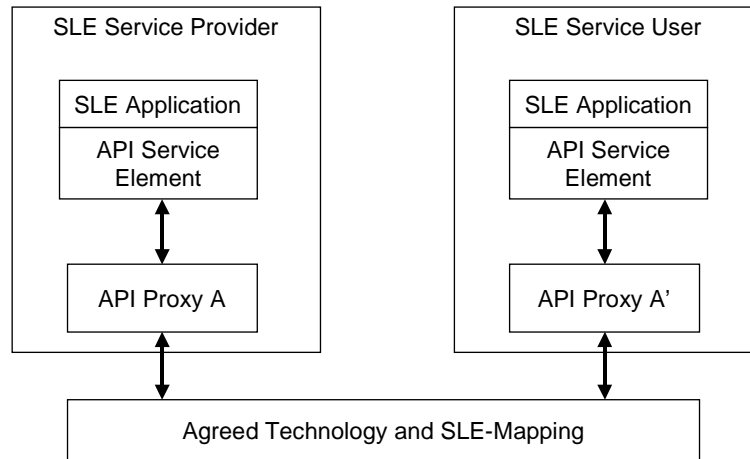 SLE Service Provider
SLE Application
API Service
Element
API Proxy A
SLE Service User
SLE Application
API Service
Element
API Proxy A’
Agreed Technology and SLE-Mapping